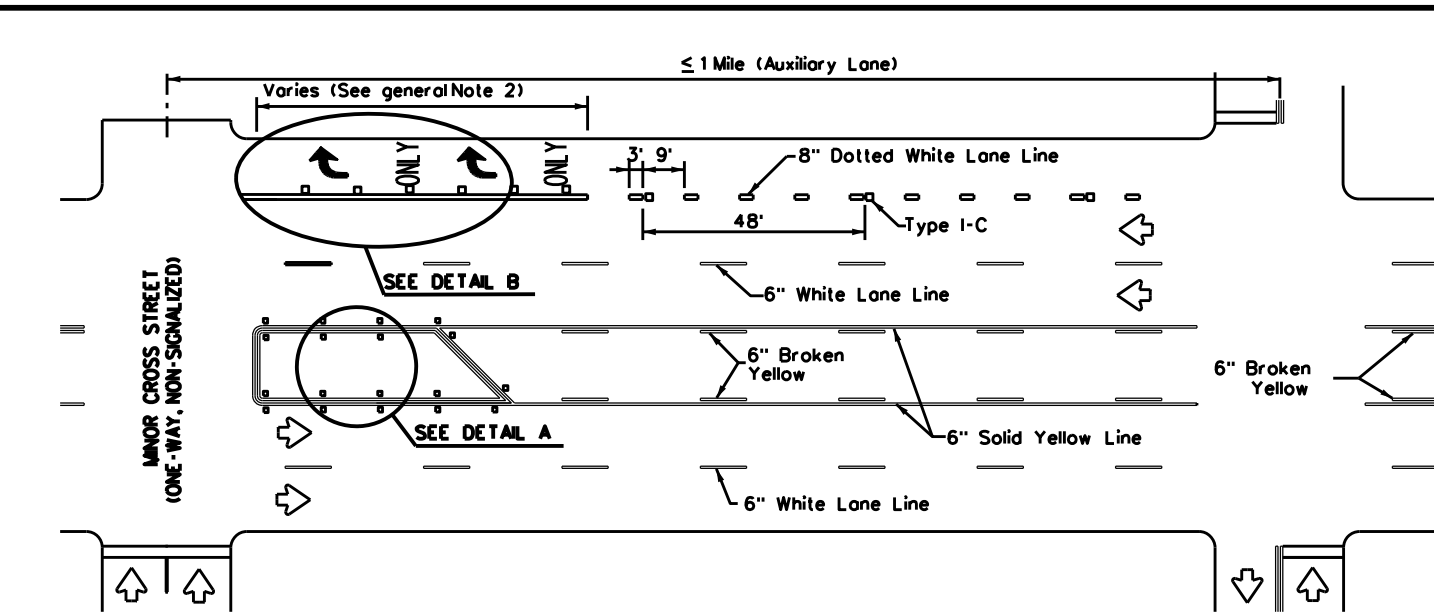 ≤ 1 Mile (Auxiliary Lane)
Varies (See general Note 2)
ONLY
ONLY
3' 9'
8" Dotted White Lane Line
48'
Type I-C
SEE DETAIL B
6" White Lane Line
MINOR CROSS STREET
(ONE-WAY, NON-SIGNALIZED)
6" Broken
Yellow
6" Broken
Yellow
SEE DETAIL A
6" Solid Yellow Line
6" White Lane Line